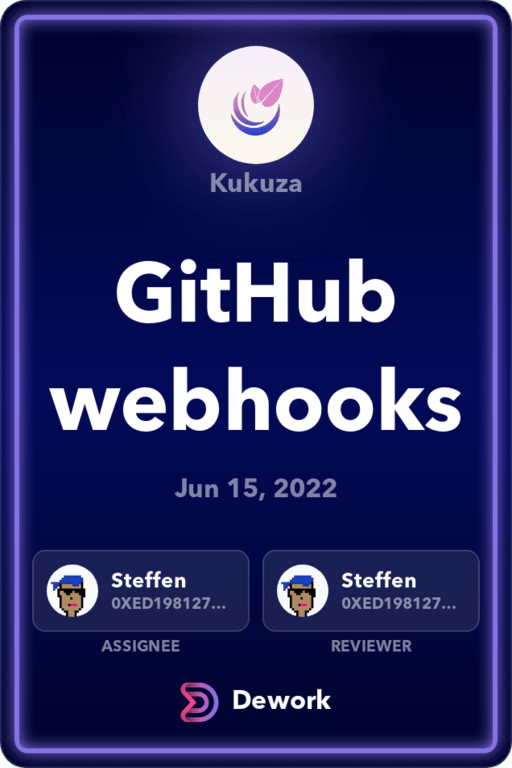 Kukuza
GitHub
webhooks
Jun 15, 2022
Steffen
0XED198127...
ASSIGNEE
Steffen
0XED198127...
REVIEWER
Dework